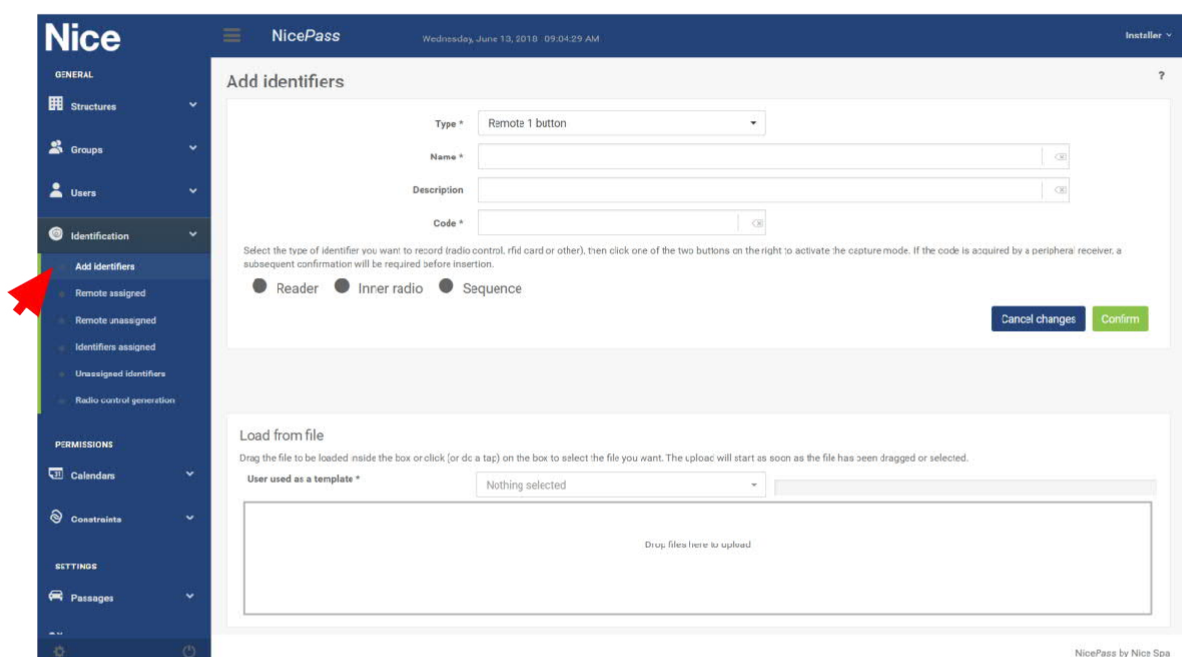 Nice
NicePass
Wednesday, June 13, 2018 09:04:29 AM
Installer
GENERAL
Structures
Groups
Users
Identification
Add identifiers
Remote assigned
Remote unassigned
Identifiers assigned
Unassigned identifiers
Radio control generation
PERMISSIONS
Calendars
Constraints
SETTINGS
Passages
Add identifiers
?
Type *
Remote 1 button
Name *
Description
Code *
Select the type of identifier you want to record (radio control, rfid card or other), then click one of the two buttons on the right to activate the capture mode. If the code is acquired by a peripheral receiver, a
subsequent confirmation will be required before insertion.
Reader Inner radio Sequence
Cancel changes Confirm
Load from file
Drag the file to be loaded inside the box or click (or do a tap) on the box to select the file you want. The upload will start as soon as the file has been dragged or selected.
User used as a template *
Nothing selected
Drop files here to upload
NicePass by Nice Spa